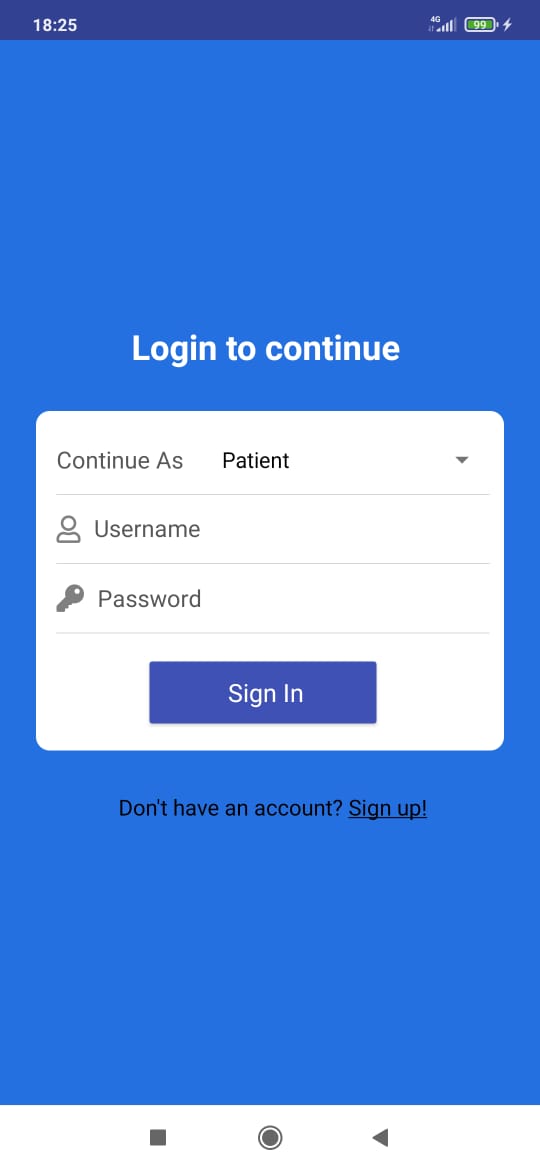 18:25
4G
99
Login to continue
Continue As Patient
Username
Password
Sign In
Don't have an account? Sign up!